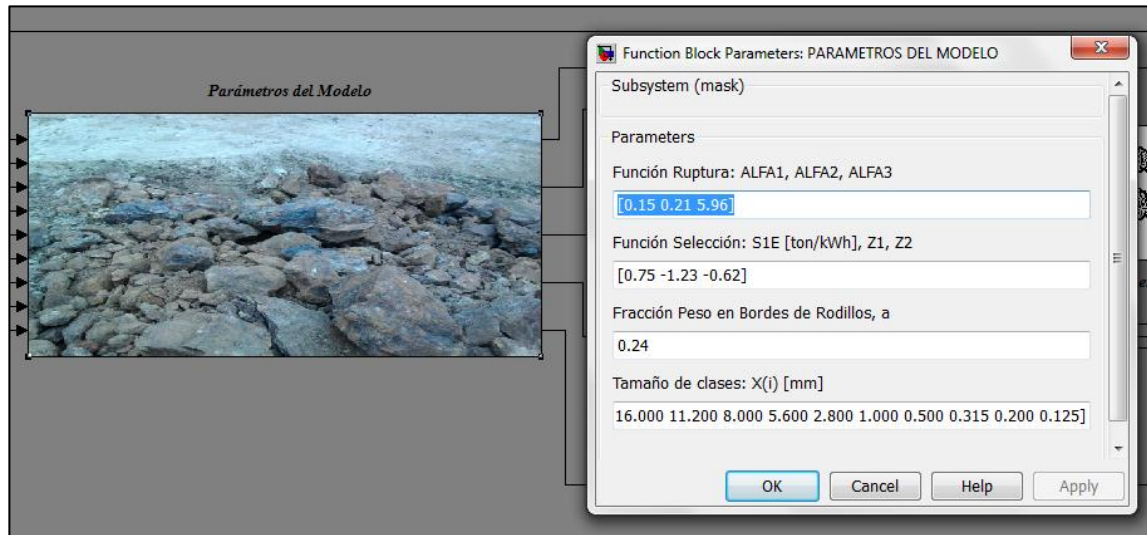 Parámetros del Modelo
Function Block Parameters: PARAMETROS DEL MODELO
Subsystem (mask)
Parameters
Función Ruptura: ALFA1, ALFA2, ALFA3
[0.15 0.21 5.96]
Función Selección: S1E [ton/kWh], Z1, Z2
[0.75 -1.23 -0.62]
Fracción Peso en Bordes de Rodillos, a
0.24
Tamaño de clases: X(i) [mm]
16.000 11.200 8.000 5.600 2.800 1.000 0.500 0.315 0.200 0.125]
OK
Cancel
Help
Apply